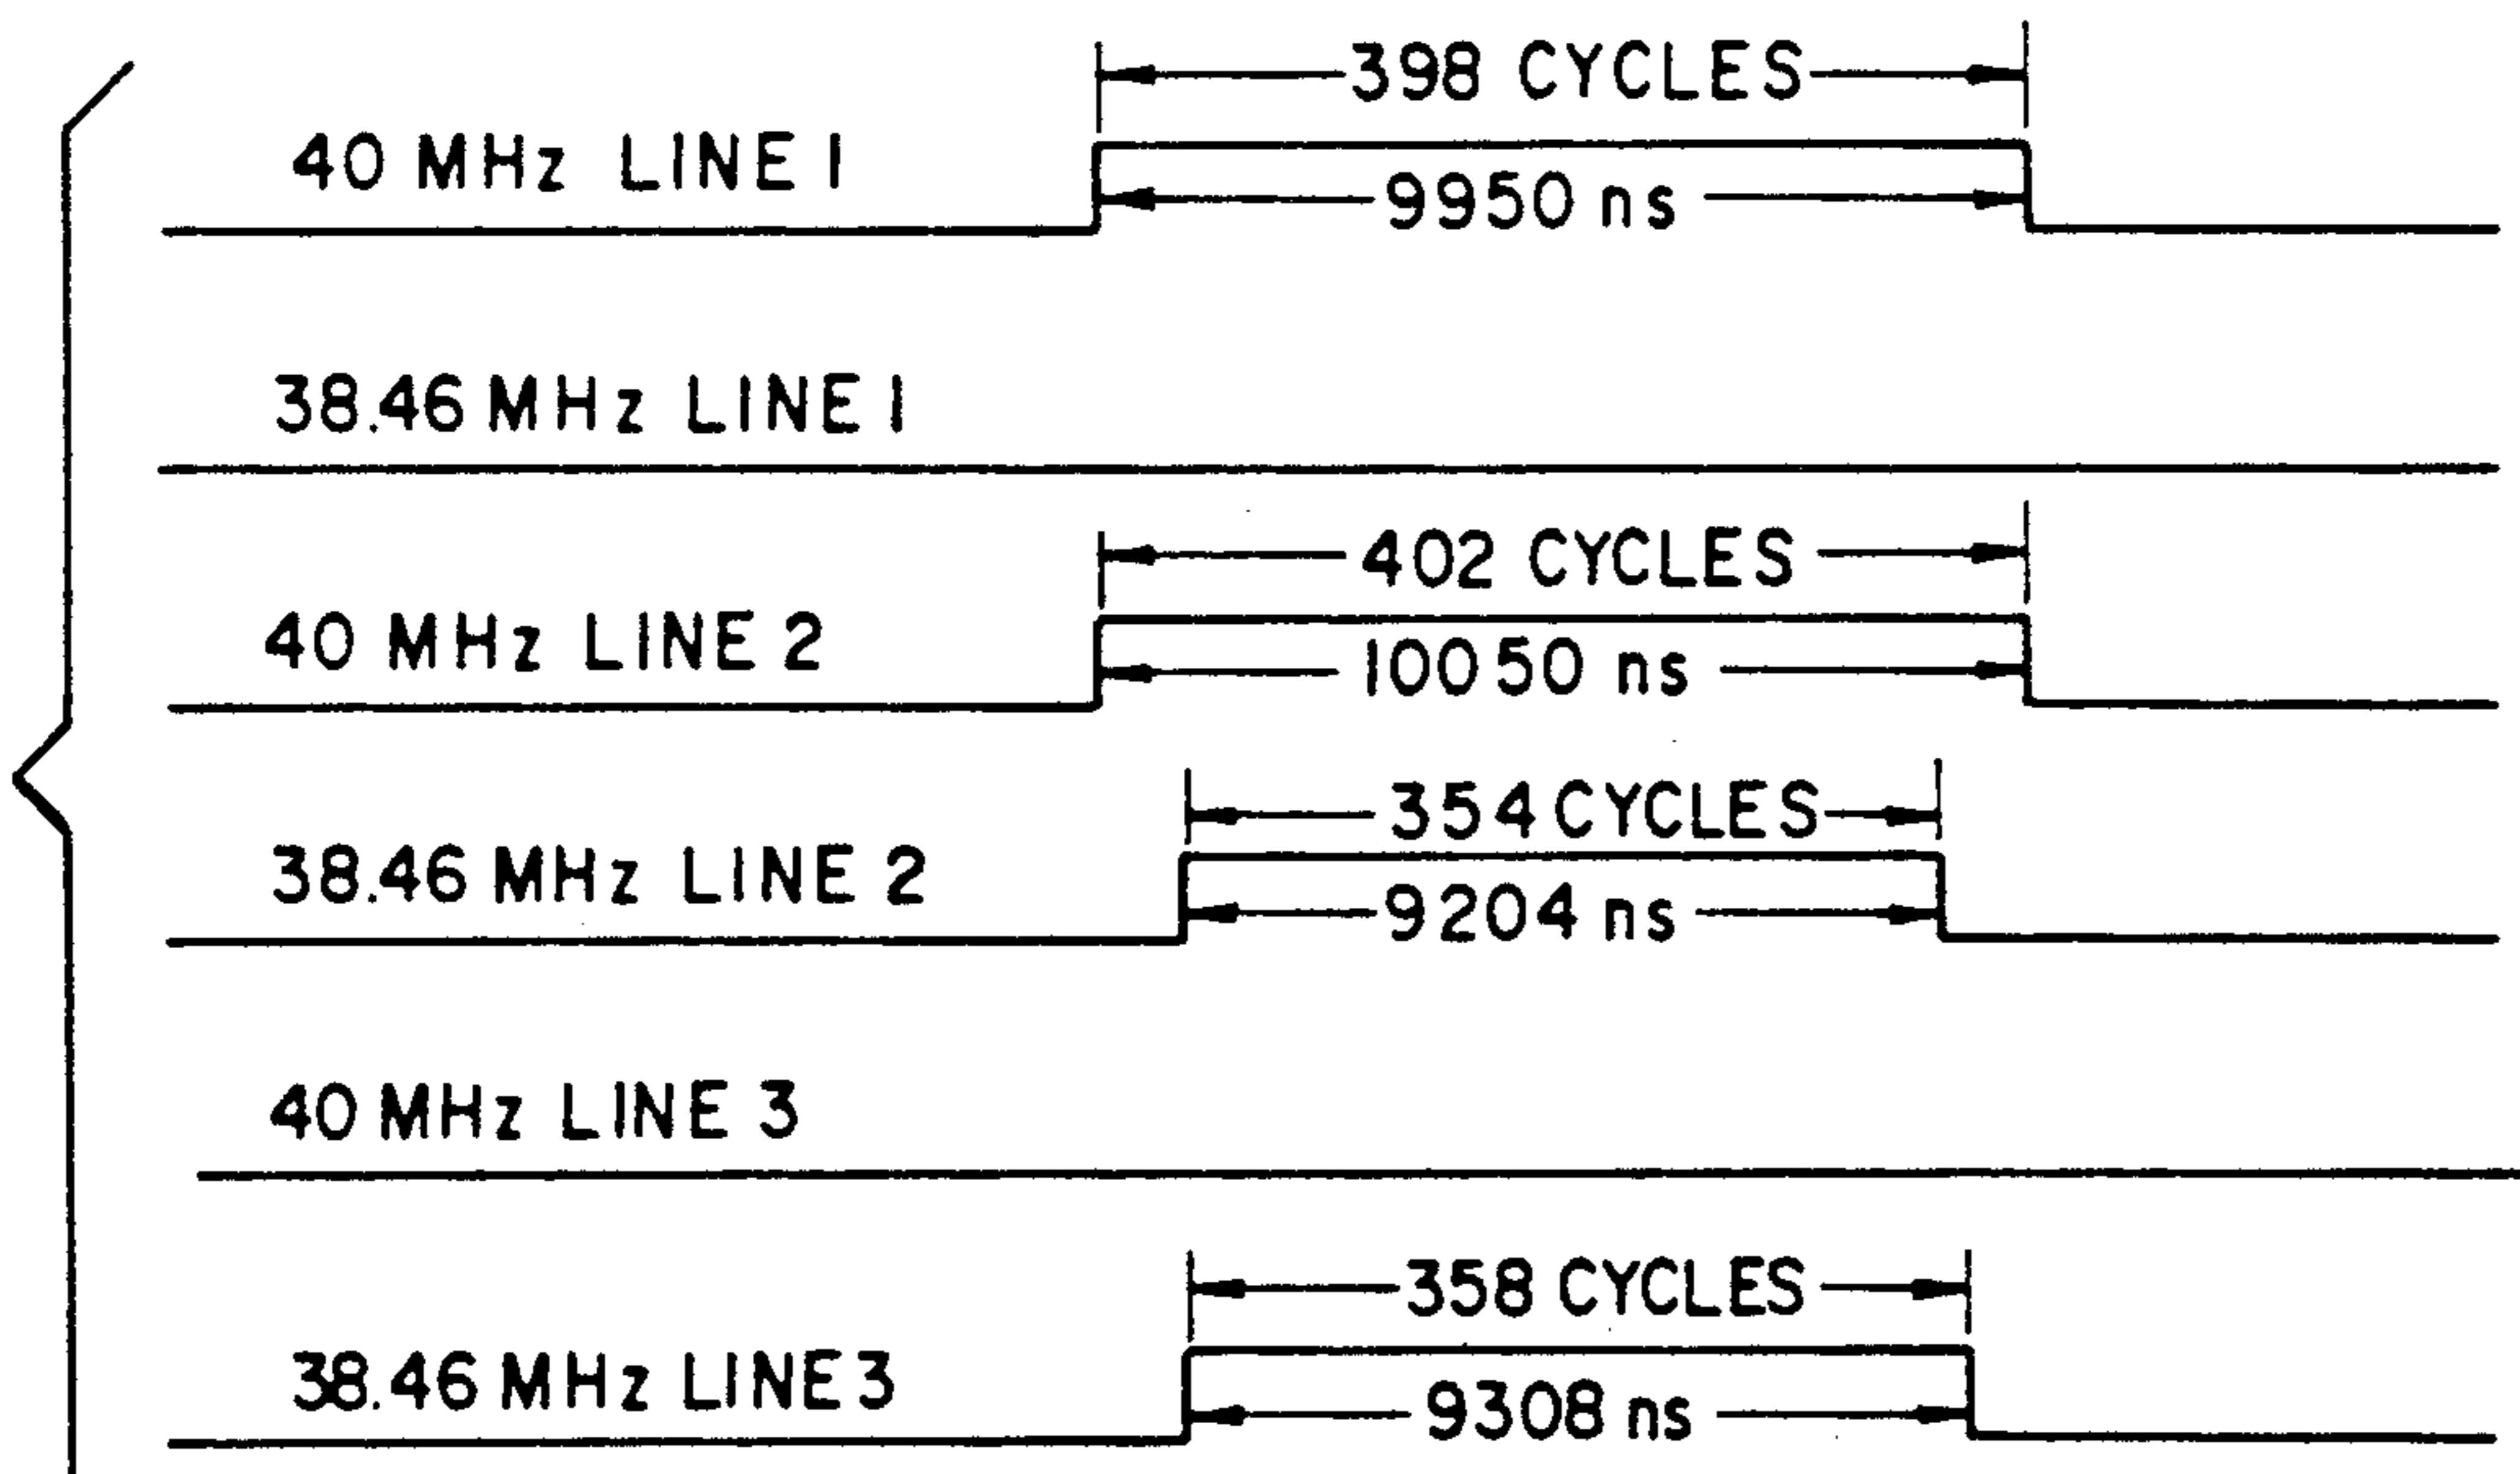 398 CYCLES
40 MHz LINE 1
9950 ns
38.46 MHz LINE 1
402 CYCLES
40 MHz LINE 2
10050 ns
354 CYCLES
38.46 MHz LINE 2
9204 ns
40 MHz LINE 3
358 CYCLES
38.46 MHz LINE 3
9308 ns